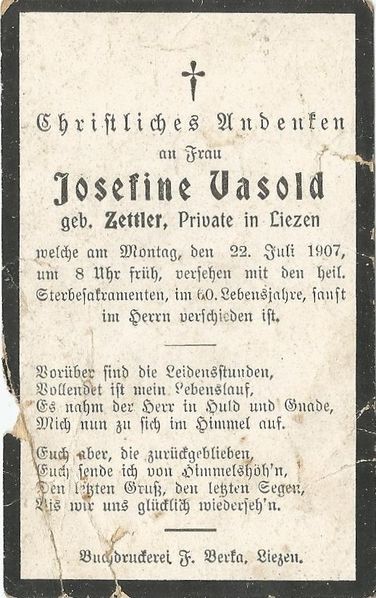 Christliches Andenken
an Frau
Josefine Vasold
geb. Zettler, Private in Liezen
welche am Montag, den 22. Juli 1907,
um 8 Uhr früh, versehen mit den heil.
Sterbesakramenten, im 60. Lebensjahre, sanft
im Herrn verschieden ist.
Vorüber sind die Leidensstunden,
Vollendet ist mein Lebenslauf,
Es nahm der Herr in Huld und Gnade,
Mich nun zu sich im Himmel auf.
Euch aber, die zurückgeblieben,
Euch sende ich von Himmelshöh'n,
Den letzten Gruß, den letzten Segen,
Bis wir uns glücklich wiederseh'n.
Buchdruckerei F. Berka, Liezen.